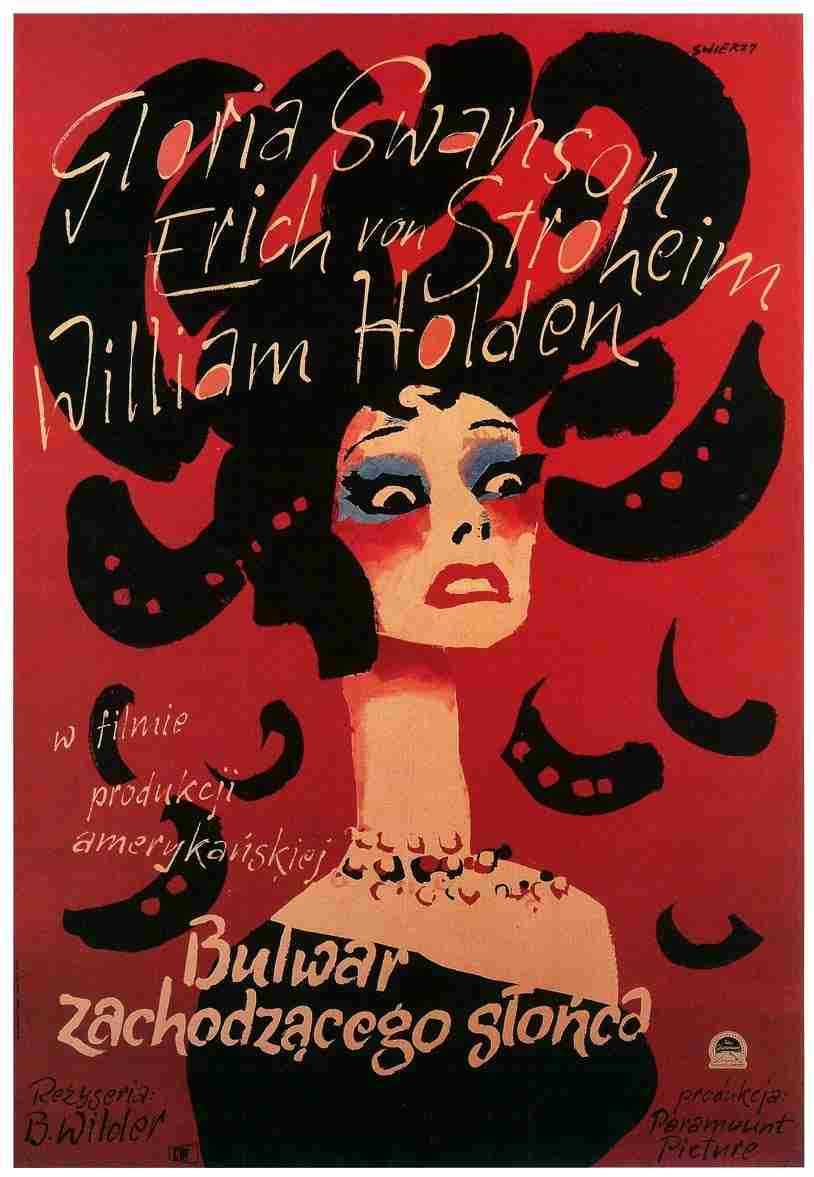 SWIERZY
Gloria Swanson
Erich von Stroheim
William Holden
w filmie
produkcji
amerykańskiej
Bulwar
zachodzącego słońca
Reżyseria:
B. Wilder
produkcja:
Paramount
Picture